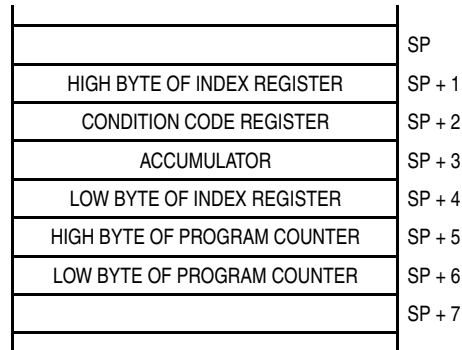 SP
HIGH BYTE OF INDEX REGISTER SP + 1
CONDITION CODE REGISTER SP + 2
ACCUMULATOR SP + 3
LOW BYTE OF INDEX REGISTER SP + 4
HIGH BYTE OF PROGRAM COUNTER SP + 5
LOW BYTE OF PROGRAM COUNTER SP + 6
SP + 7